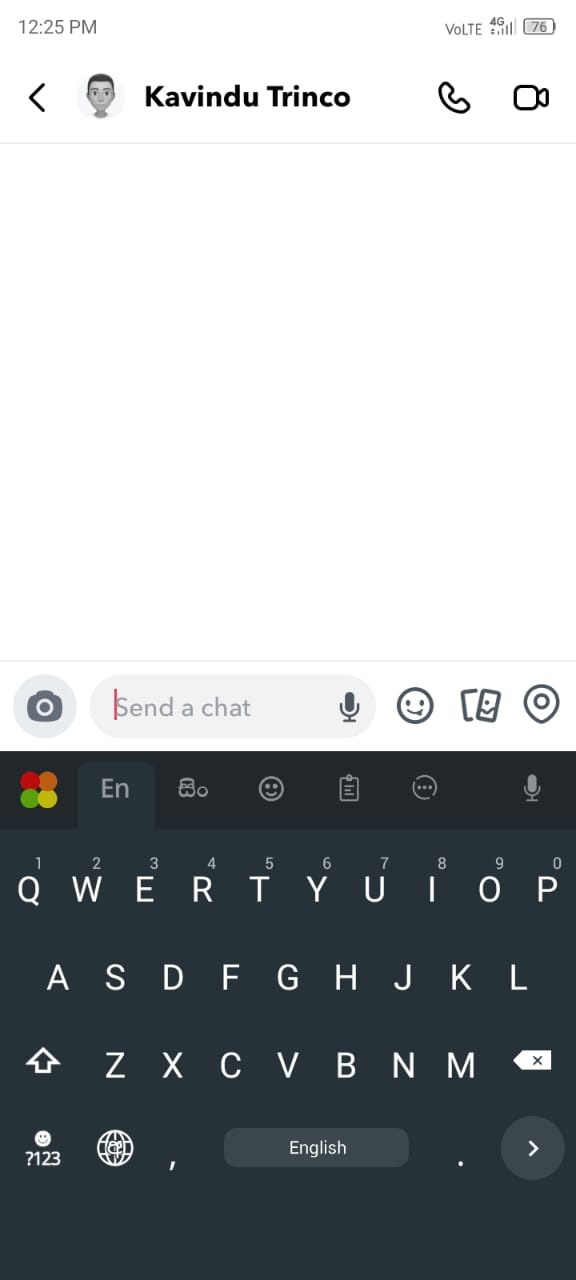 12:25 PM VoLTE 4G 76
Kavindu Trinco
Send a chat
En සිං
1 2 3 4 5 6 7 8 9 0
Q W E R T Y U I O P
A S D F G H J K L
Z X C V B N M
?123 , English .